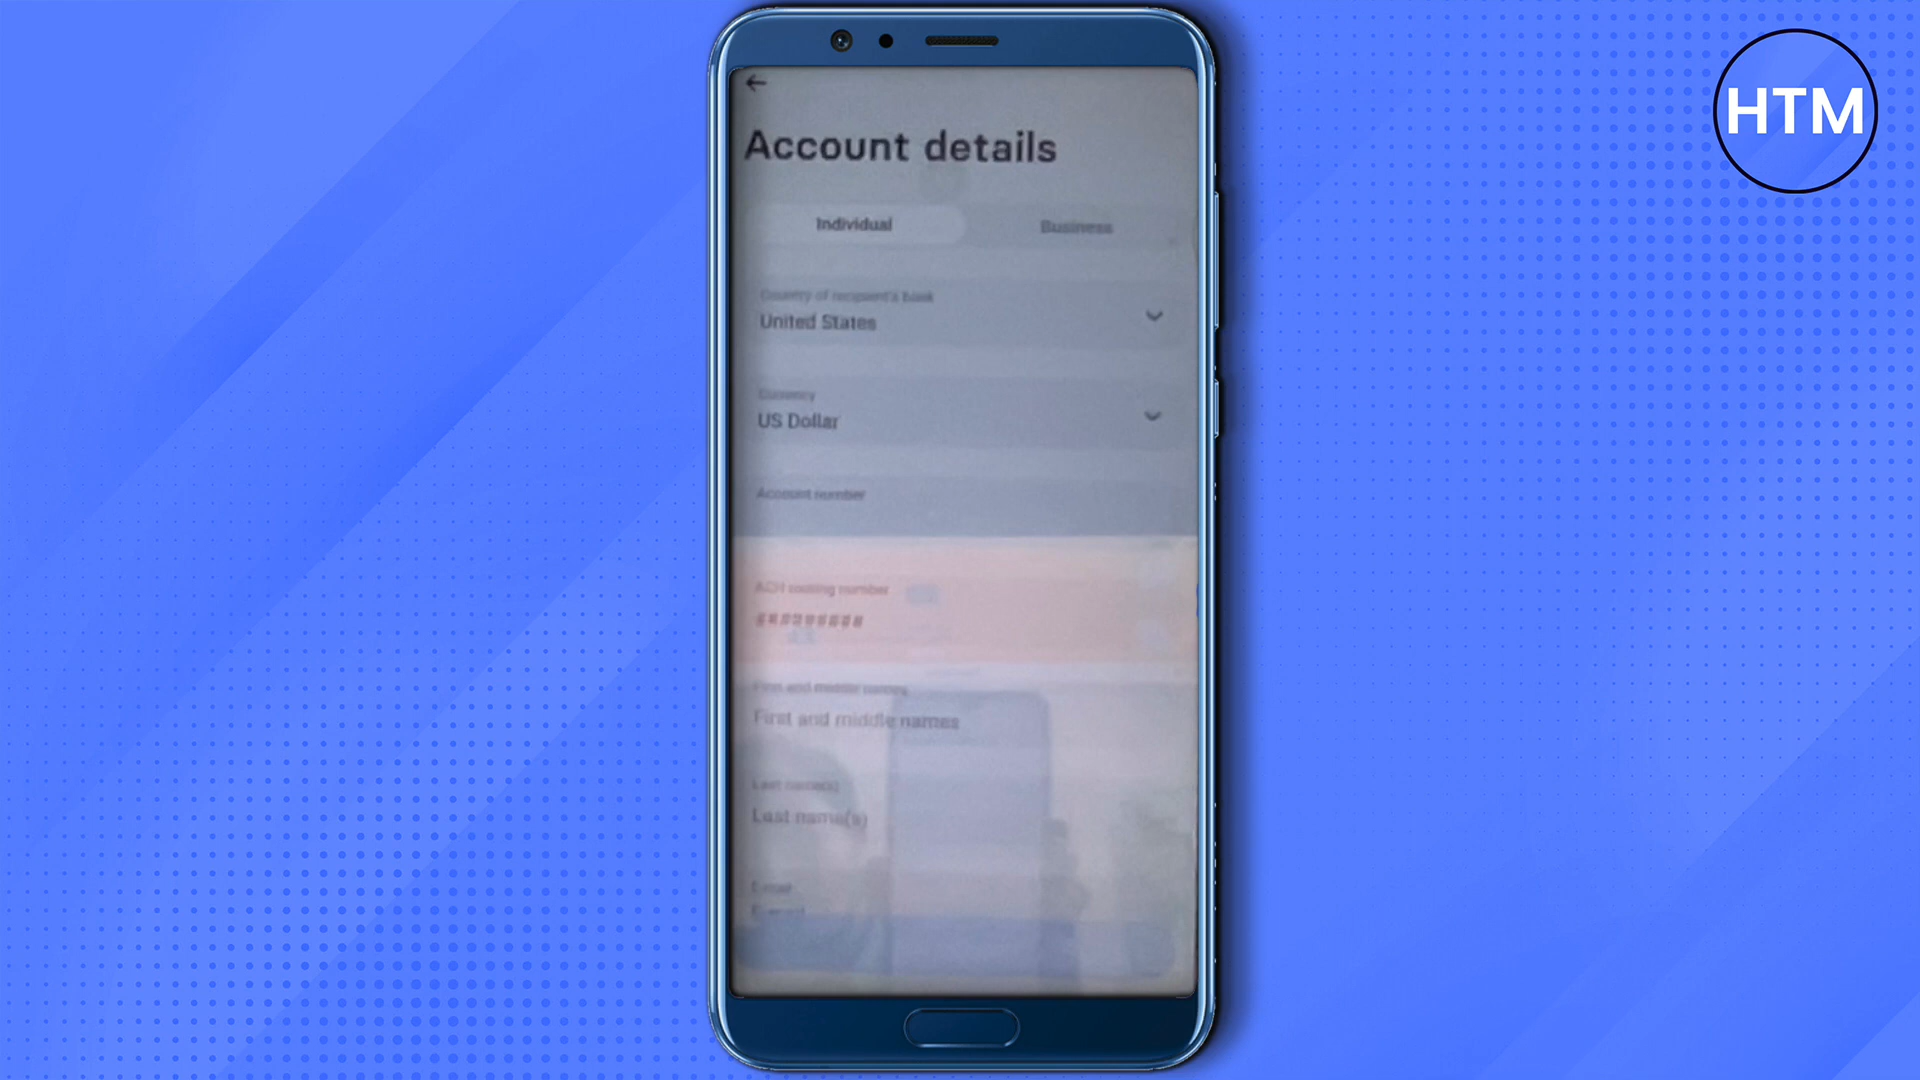 HTM
Account details
Individual
Business
Country of recipient's bank
United States
Currency
US Dollar
Account number
ACH routing number
#########
First and middle names
First and middle names
Last name(s)
Last name(s)
E-mail